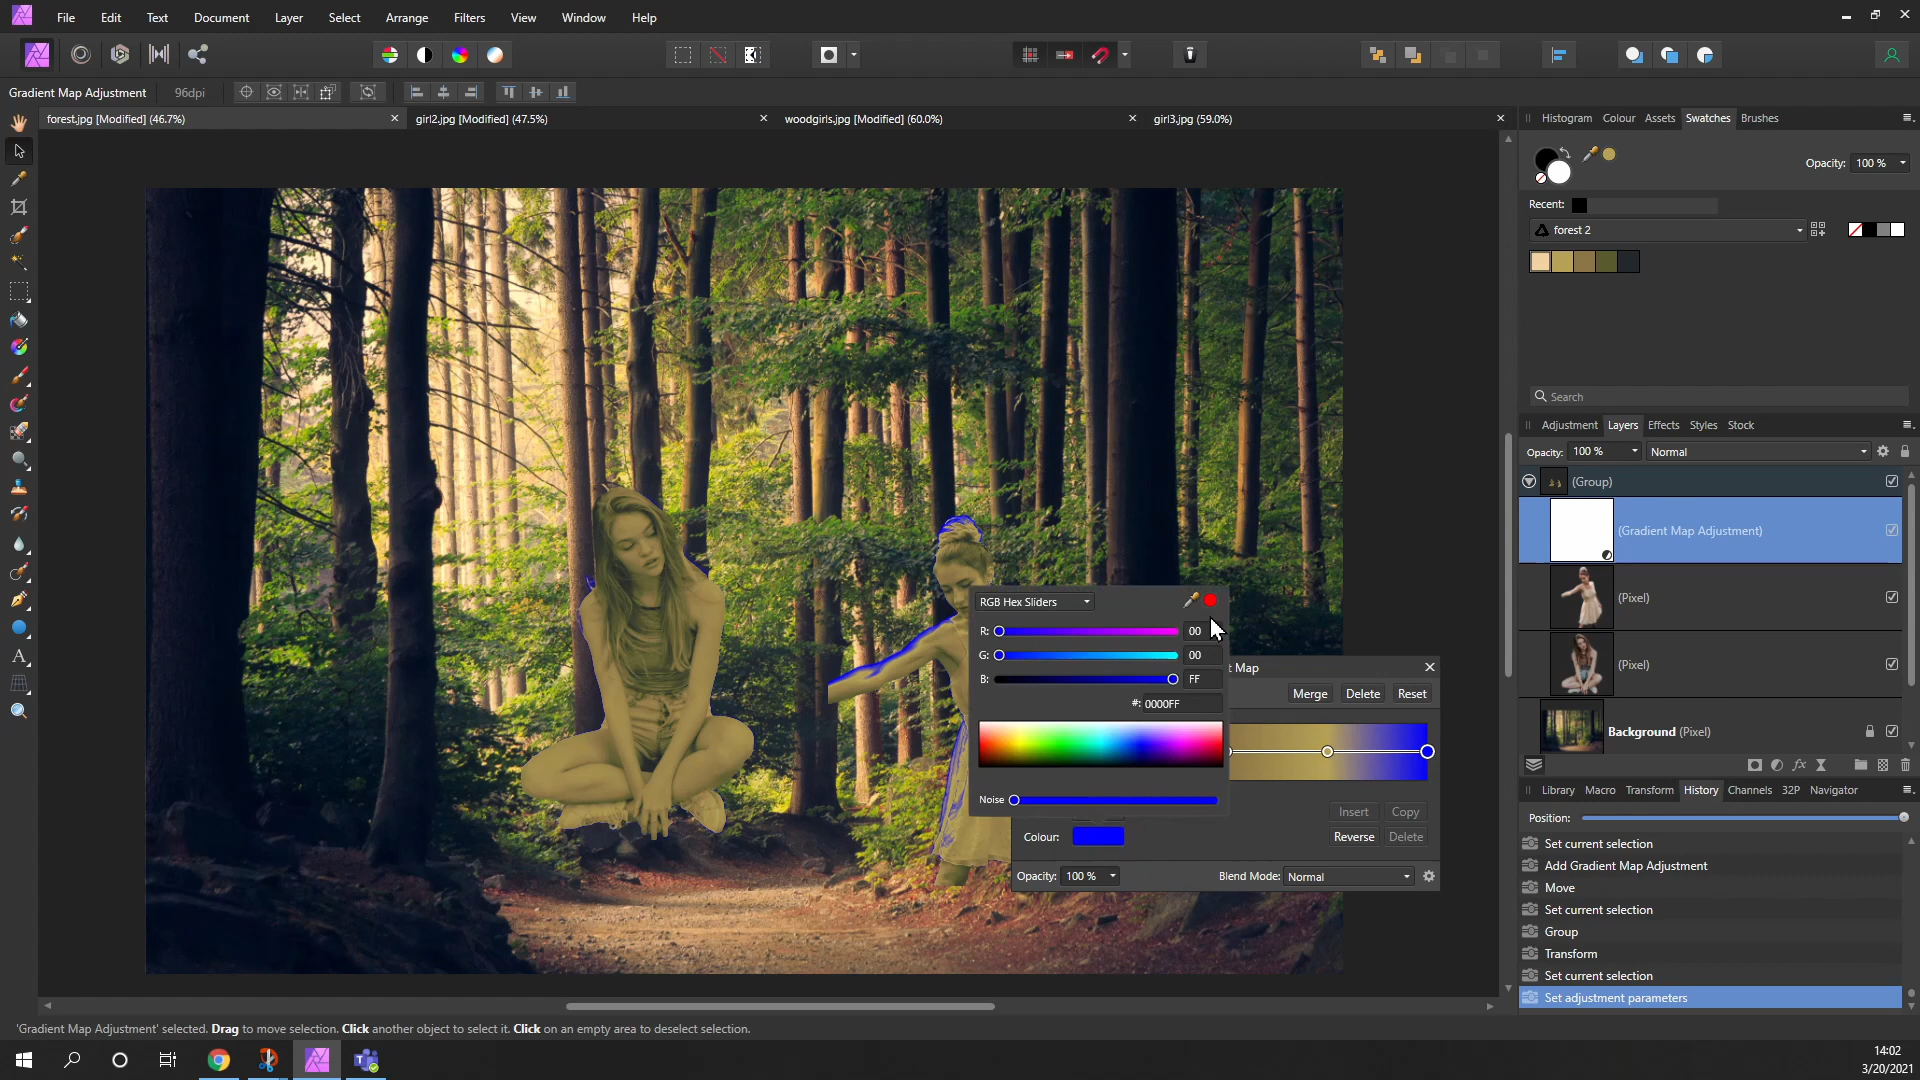 File Edit Text Document Layer Select Arrange Filters View Window Help
Gradient Map Adjustment 96dpi
forest.jpg [Modified] (46.7%) girl2.jpg [Modified] (47.5%) woodgirls.jpg [Modified] (60.0%) girl3.jpg (59.0%)
Histogram Colour Assets Swatches Brushes
Opacity: 100 %
Recent:
forest 2
Search
Adjustment Layers Effects Styles Stock
Opacity: 100 % Normal
(Group)
(Gradient Map Adjustment)
(Pixel)
(Pixel)
Background (Pixel)
RGB Hex Sliders
R: 00
G: 00
B: FF
#: 0000FF
Noise
t Map
Merge Delete Reset
Insert Copy
Colour: Reverse Delete
Opacity: 100 % Blend Mode: Normal
Library Macro Transform History Channels 32P Navigator
Position:
Set current selection
Add Gradient Map Adjustment
Move
Set current selection
Group
Transform
Set current selection
Set adjustment parameters
'Gradient Map Adjustment' selected. Drag to move selection. Click another object to select it. Click on an empty area to deselect selection.
14:02
3/20/2021